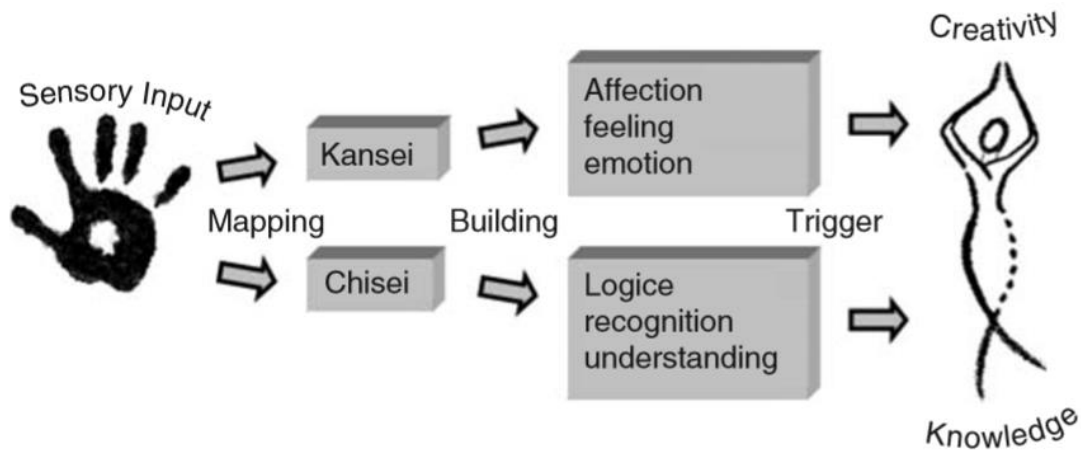 Sensory Input
Kansei
Affection
feeling
emotion
Creativity
Mapping
Building
Trigger
Chisei
Logice
recognition
understanding
Knowledge